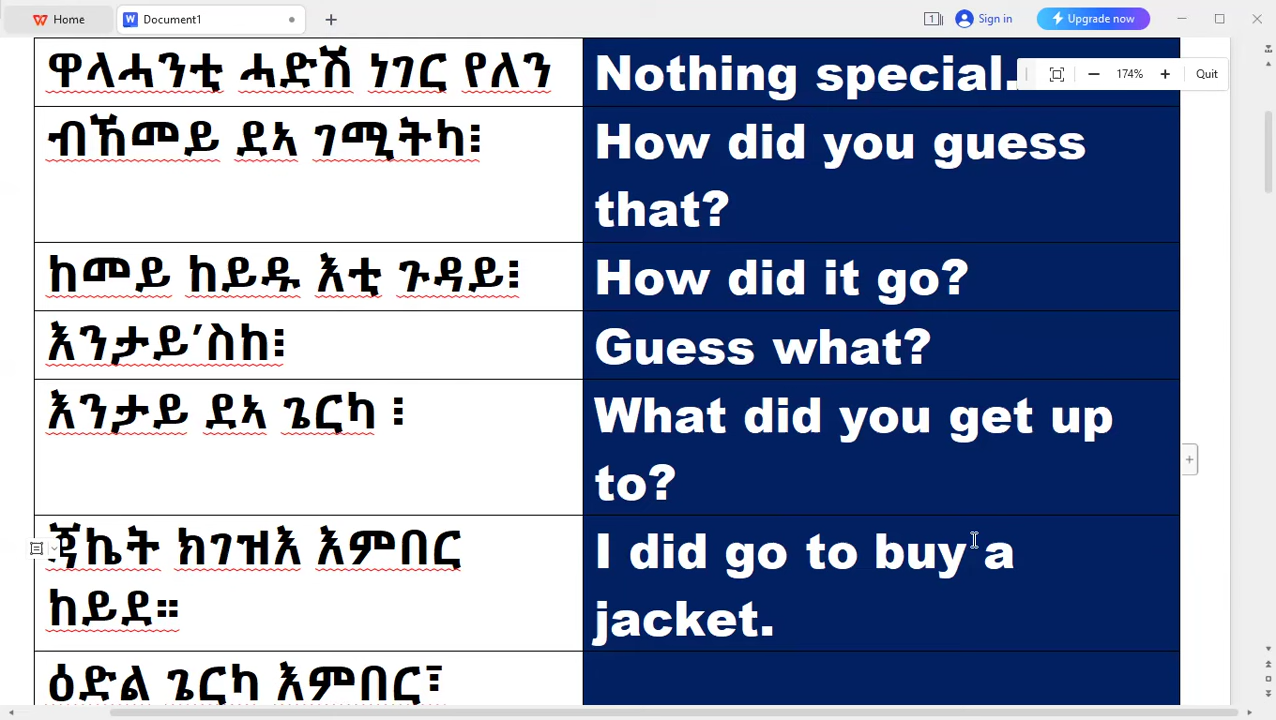 Home
Document1
1
Sign in
Upgrade now
ዋላሓንቲ ሓድሽ ነገር የለን
Nothing special.
174%
Quit
ብኸመይ ደኣ ገሚትካ፧
How did you guess
that?
ከመይ ከይዱ እቲ ጉዳይ፧
How did it go?
እንታይ’ስከ፧
Guess what?
እንታይ ደኣ ጌርካ ፧
What did you get up
to?
ጃኬት ክገዝእ እምበር
ከይደ።
I did go to buy a
jacket.
ዕድል ጌርካ እምበር፣